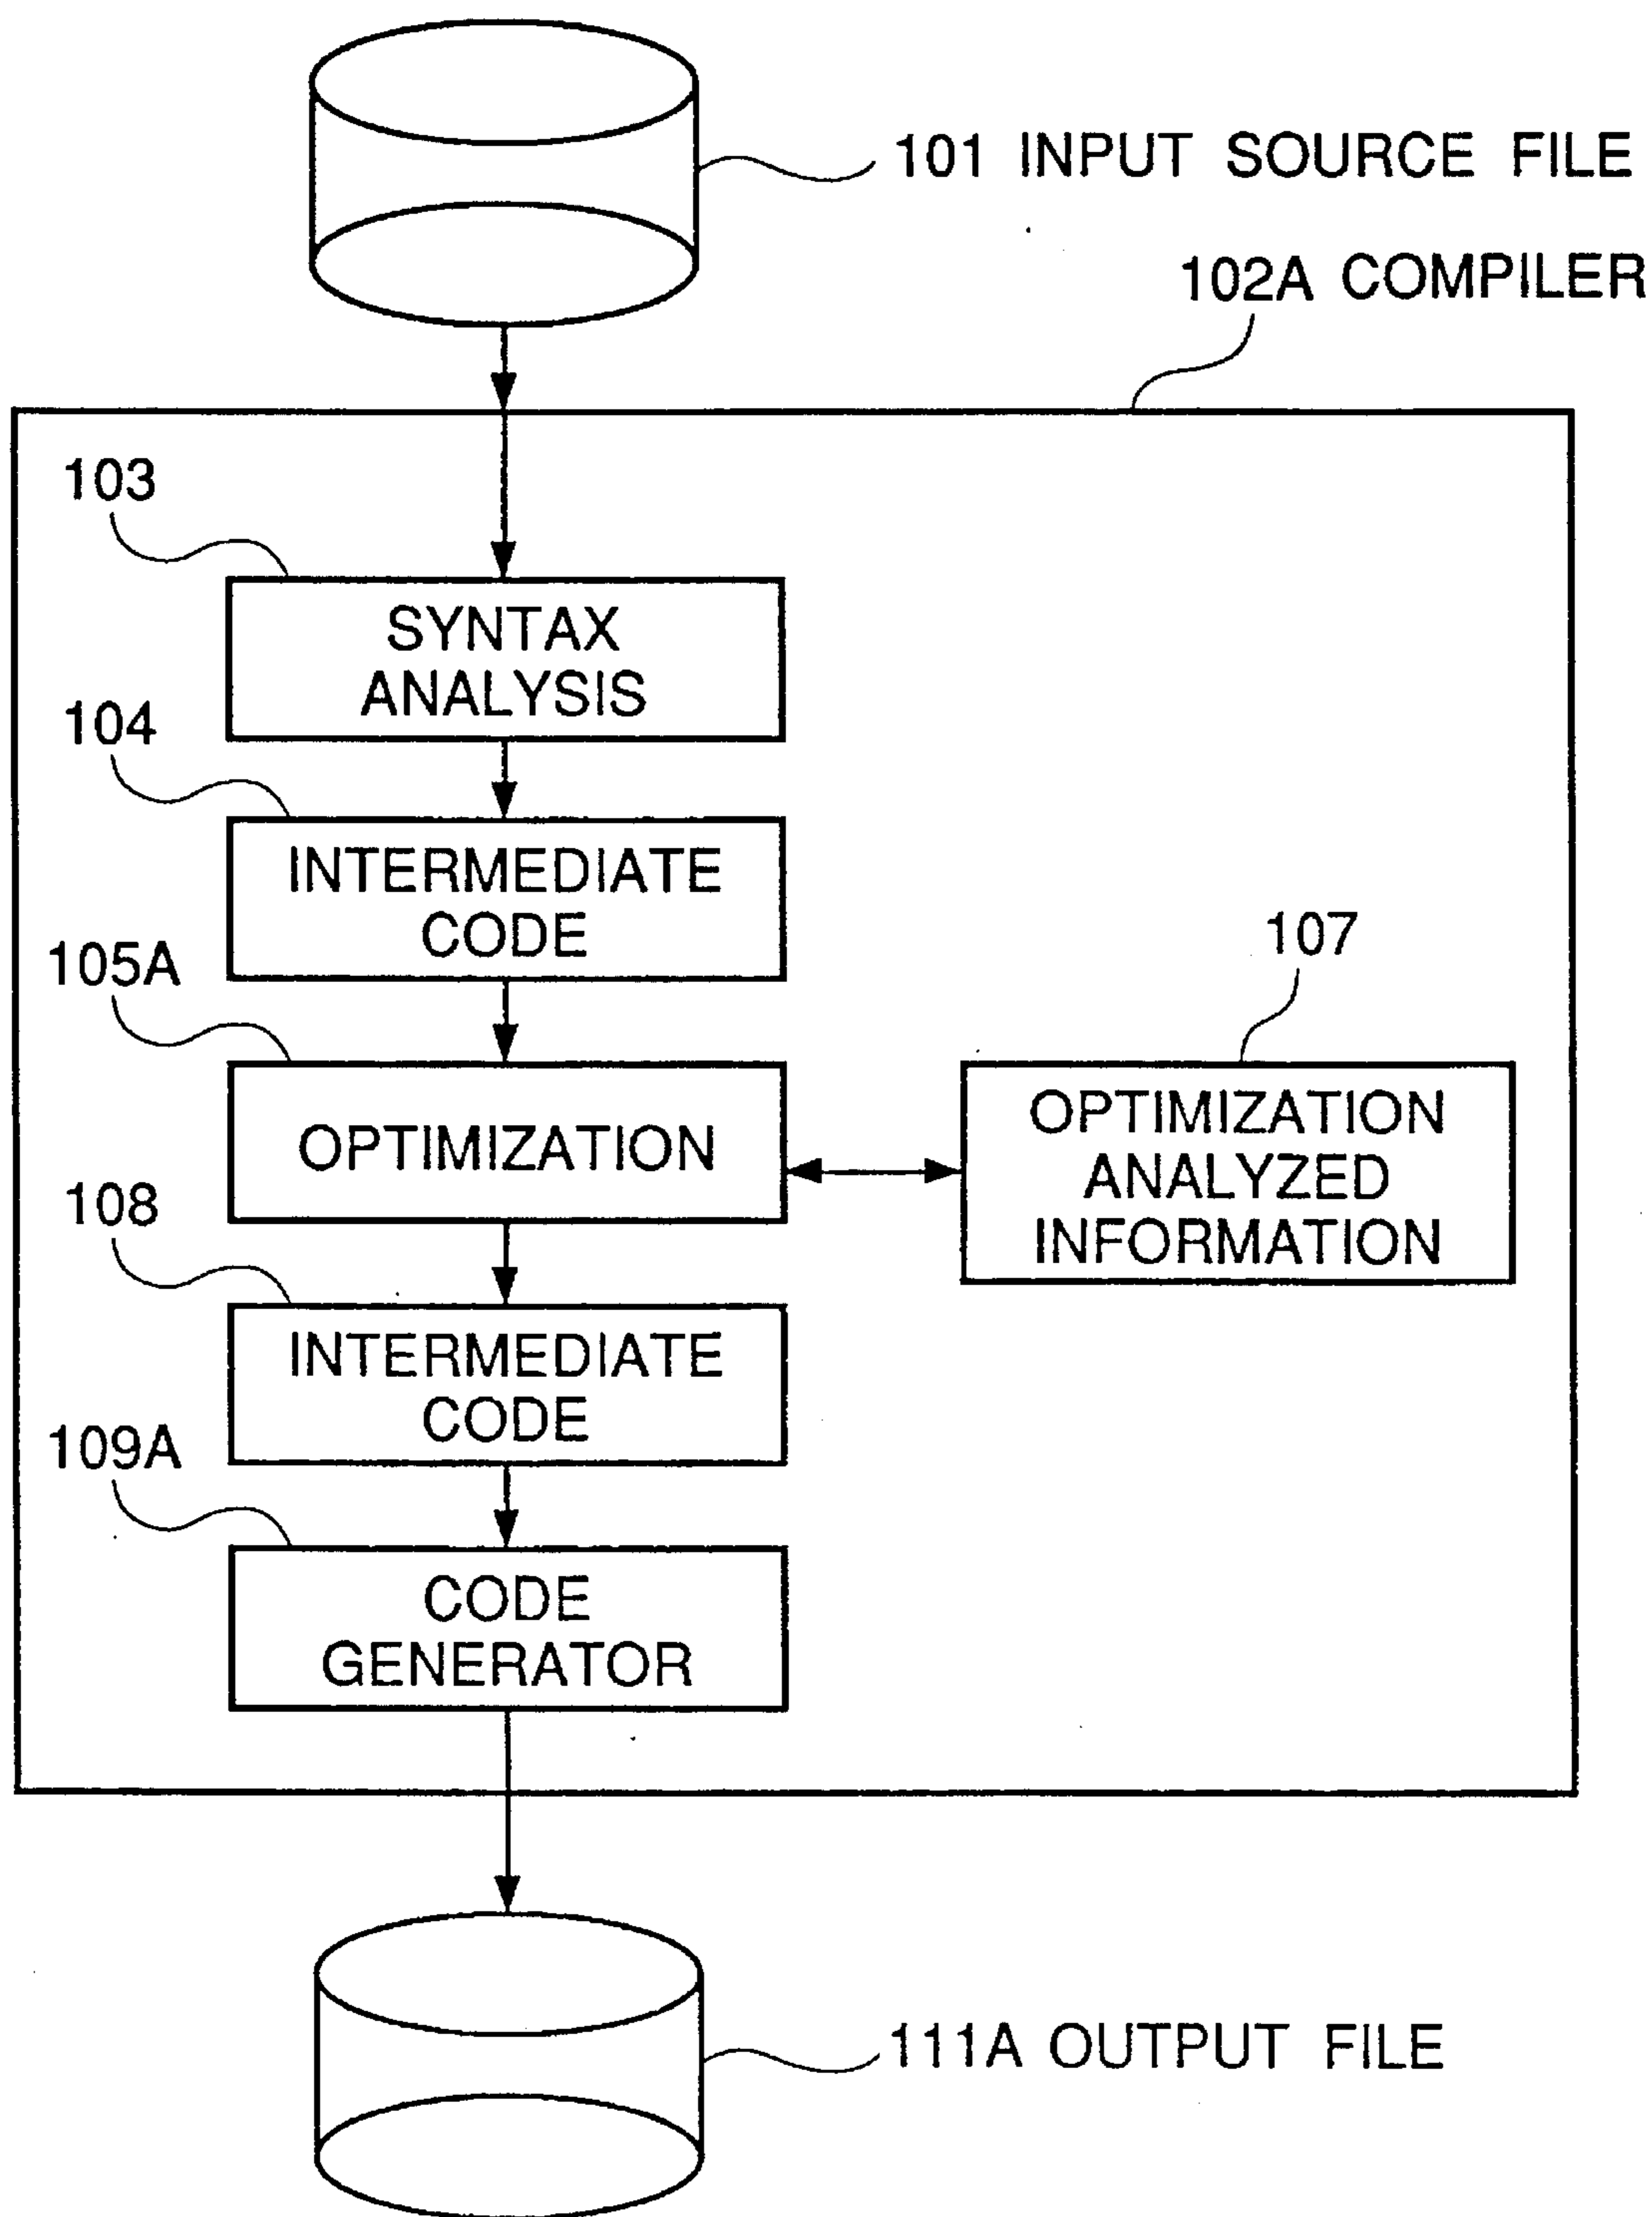 101 INPUT SOURCE FILE
102A COMPILER
103
SYNTAX
ANALYSIS
104
INTERMEDIATE
CODE
105A
OPTIMIZATION
107
OPTIMIZATION
ANALYZED
INFORMATION
108
INTERMEDIATE
CODE
109A
CODE
GENERATOR
111A OUTPUT FILE